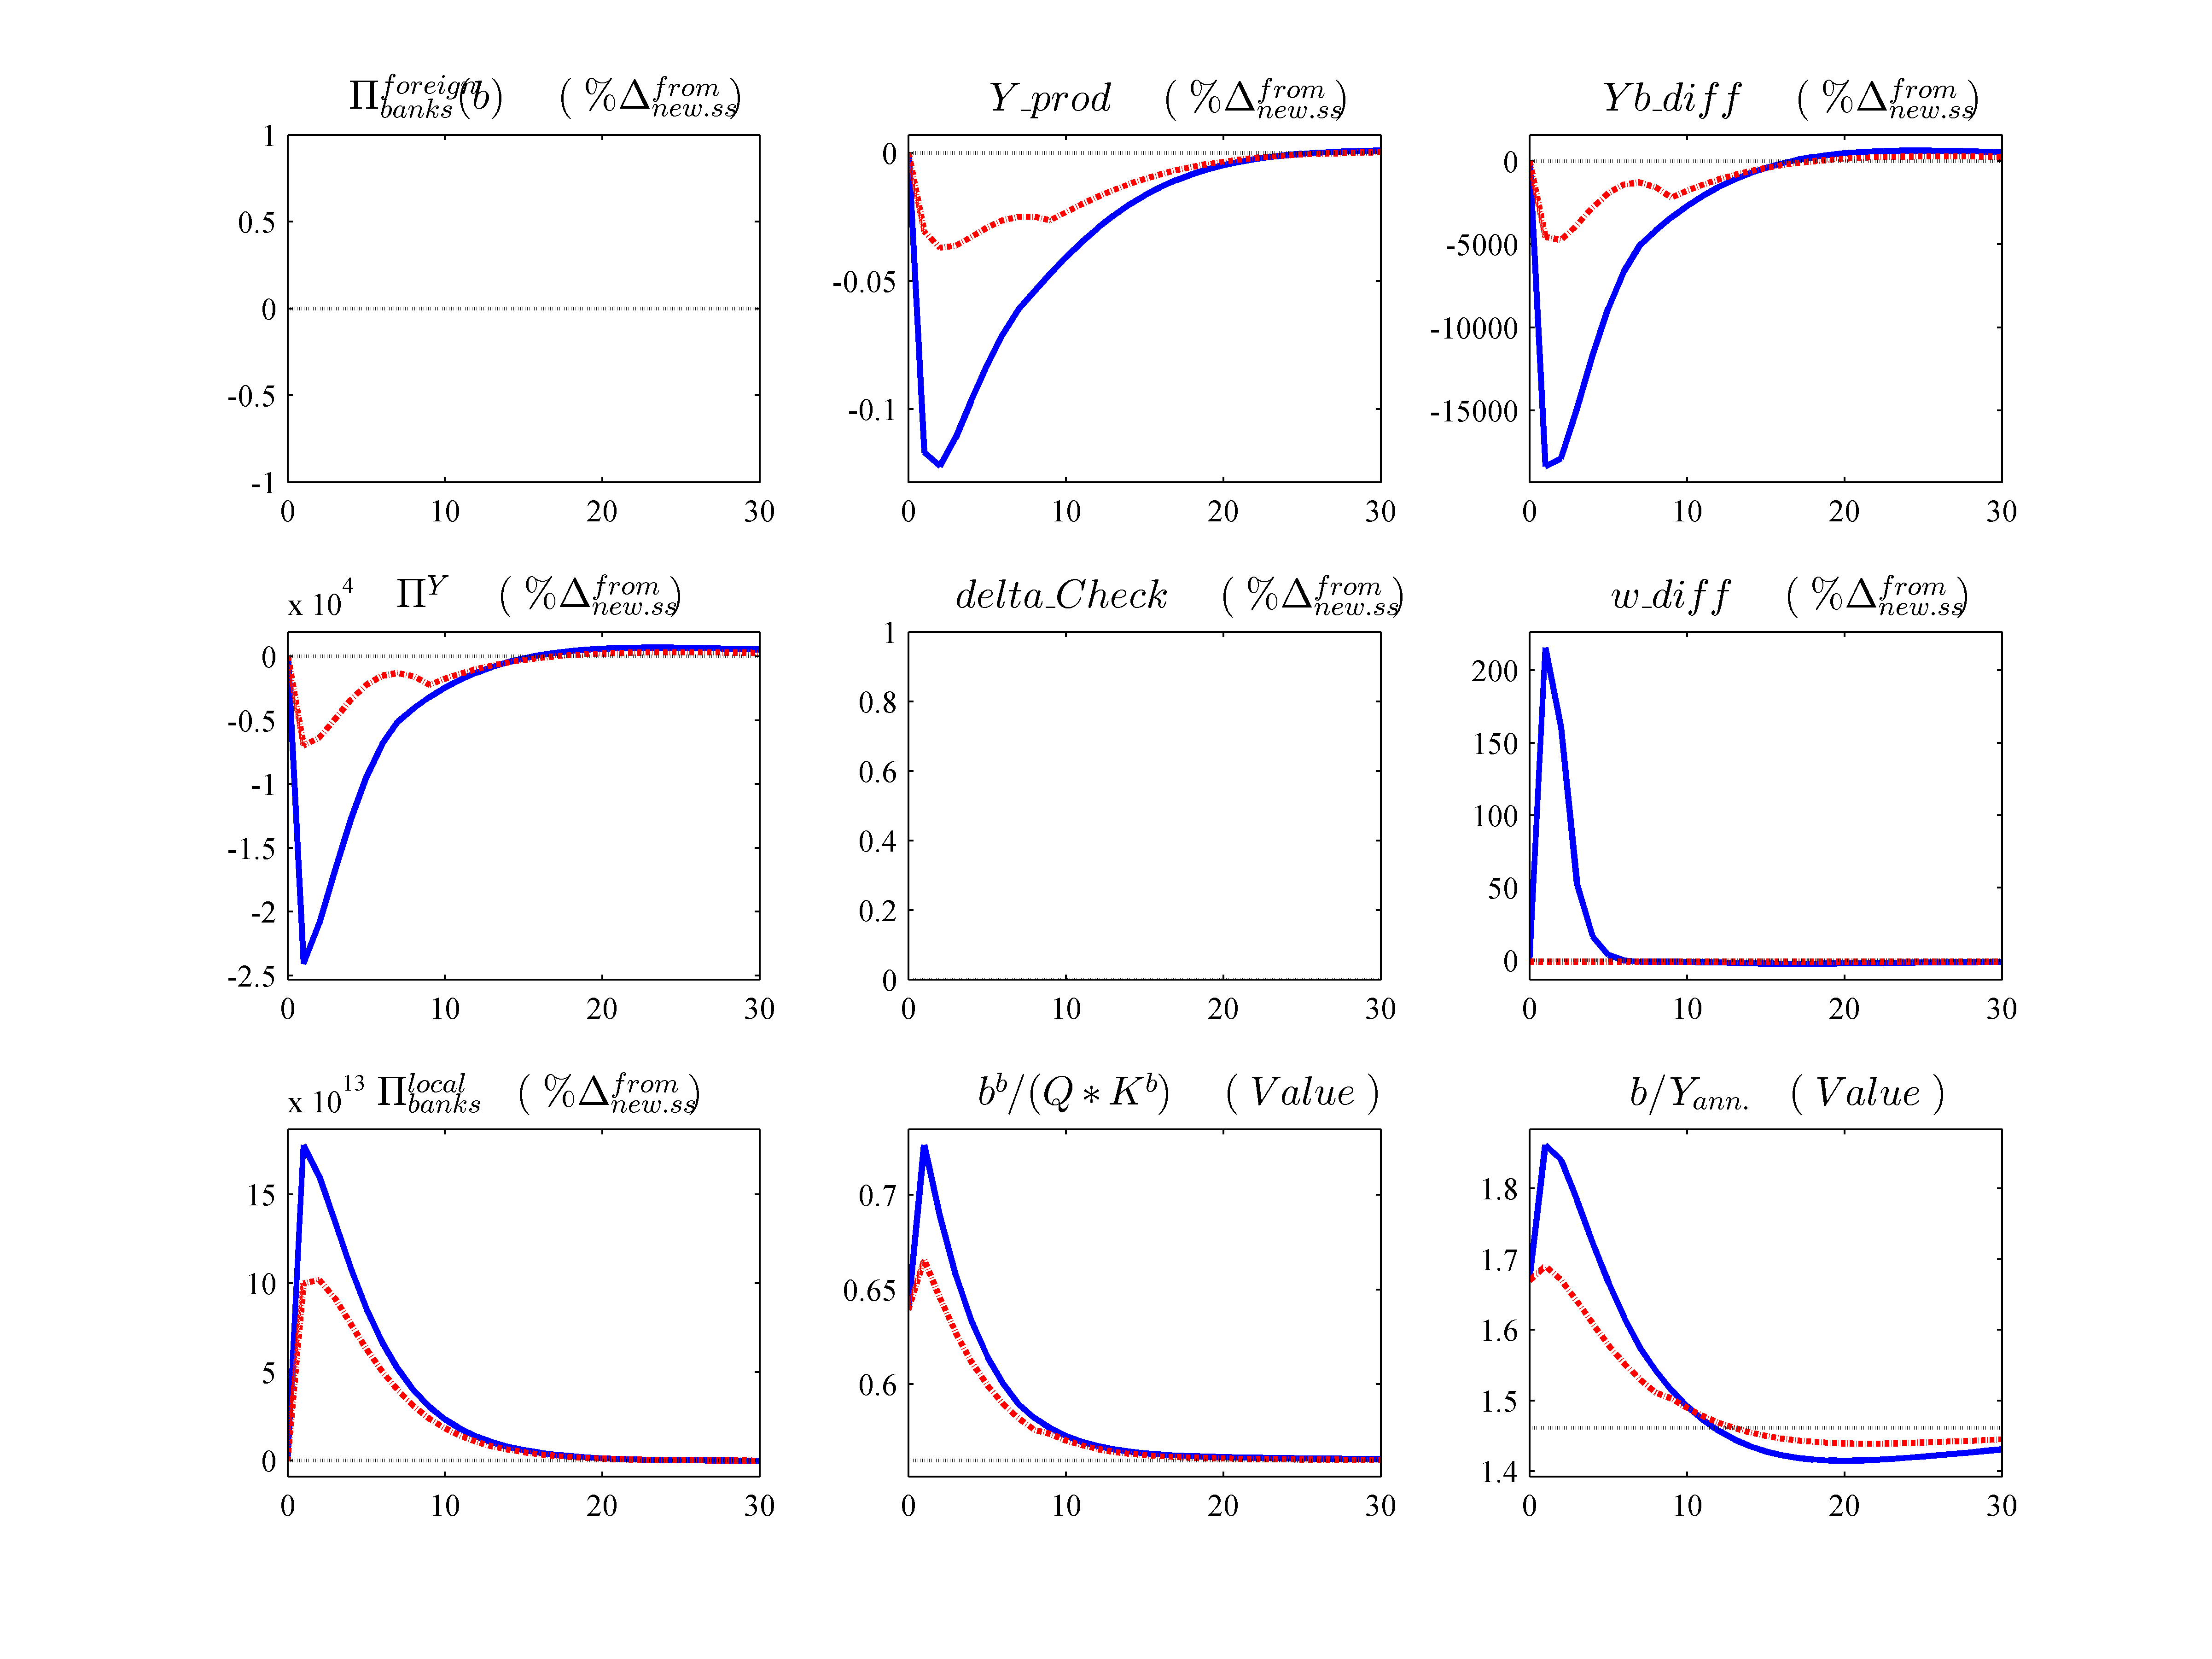 Π^{foreign}_{banks}(b) ( %Δ^{from}_{new.ss})
1
0.5
0
-0.5
-1
0 10 20 30
Y_prod ( %Δ^{from}_{new.ss})
0
-0.05
-0.1
0 10 20 30
Yb_diff ( %Δ^{from}_{new.ss})
0
-5000
-10000
-15000
0 10 20 30
x 10^4 Π^Y ( %Δ^{from}_{new.ss})
0
-0.5
-1
-1.5
-2
-2.5
0 10 20 30
delta_Check ( %Δ^{from}_{new.ss})
1
0.8
0.6
0.4
0.2
0
0 10 20 30
w_diff ( %Δ^{from}_{new.ss})
200
150
100
50
0
0 10 20 30
x 10^{13} Π^{local}_{banks} ( %Δ^{from}_{new.ss})
15
10
5
0
0 10 20 30
b^b/(Q∗K^b) ( Value )
0.7
0.65
0.6
0 10 20 30
b/Y_{ann.} ( Value )
1.8
1.7
1.6
1.5
1.4
0 10 20 30